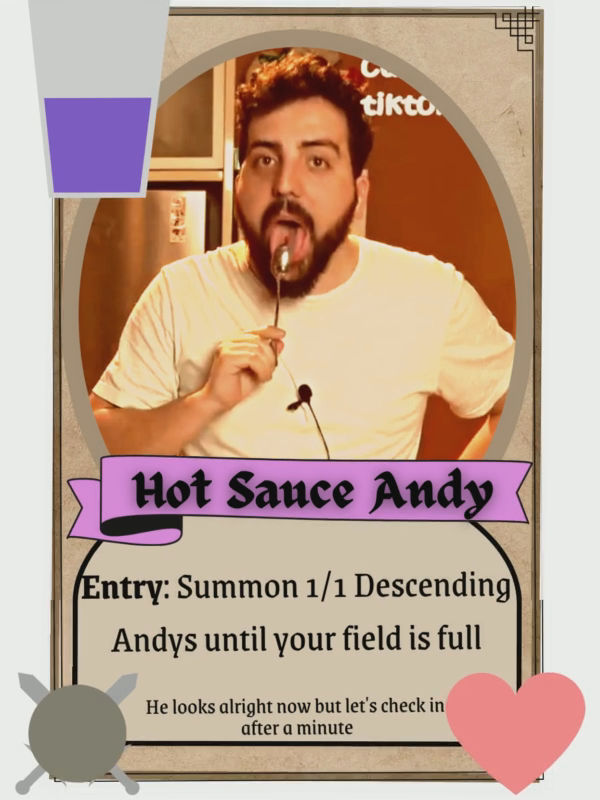 tikto
Hot Sauce Andy
Entry: Summon 1/1 Descending
Andys until your field is full
He looks alright now but let's check in
after a minute